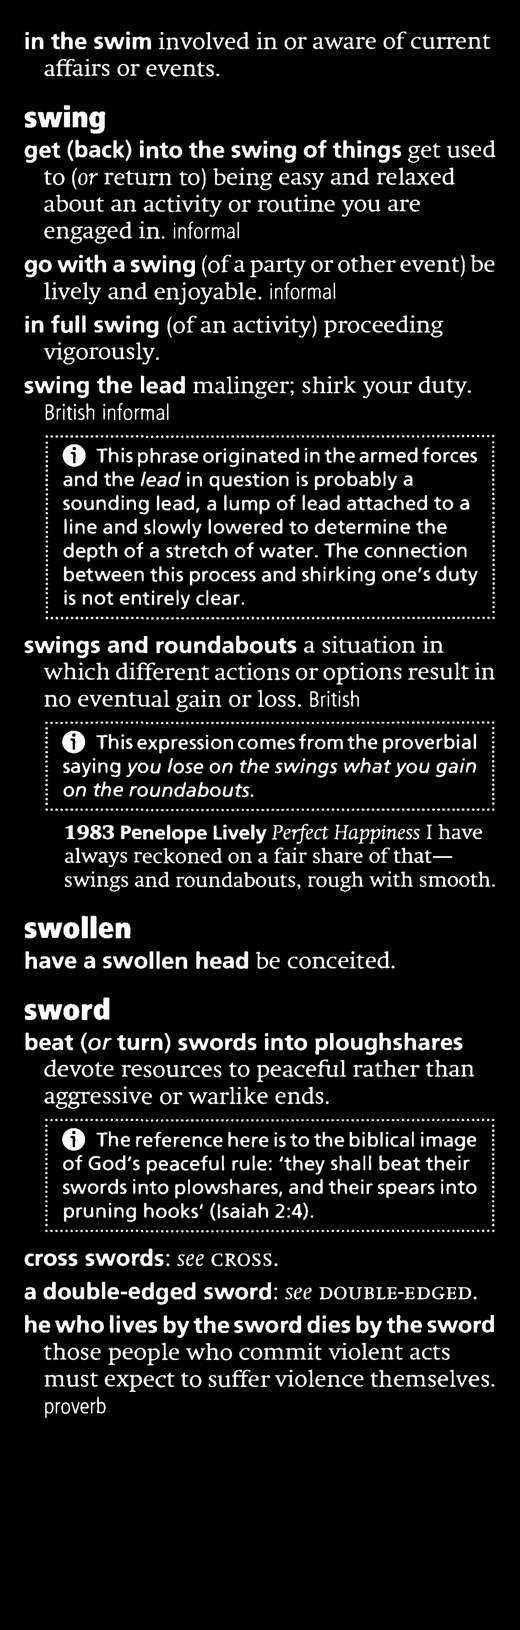 in the swim involved in or aware of current
affairs or events.
swing
get (back) into the swing of things get used
to (or return to) being easy and relaxed
about an activity or routine you are
engaged in. informal
go with a swing (of a party or other event) be
lively and enjoyable. informal
in full swing (of an activity) proceeding
vigorously.
swing the lead malinger; shirk your duty.
British informal
i This phrase originated in the armed forces
and the lead in question is probably a
sounding lead, a lump of lead attached to a
line and slowly lowered to determine the
depth of a stretch of water. The connection
between this process and shirking one's duty
is not entirely clear.
swings and roundabouts a situation in
which different actions or options result in
no eventual gain or loss. British
i This expression comes from the proverbial
saying you lose on the swings what you gain
on the roundabouts.
1983 Penelope Lively Perfect Happiness I have
always reckoned on a fair share of that—
swings and roundabouts, rough with smooth.
swollen
have a swollen head be conceited.
sword
beat (or turn) swords into ploughshares
devote resources to peaceful rather than
aggressive or warlike ends.
i The reference here is to the biblical image
of God's peaceful rule: 'they shall beat their
swords into plowshares, and their spears into
pruning hooks' (Isaiah 2:4).
cross swords: see CROSS.
a double-edged sword: see DOUBLE-EDGED.
he who lives by the sword dies by the sword
those people who commit violent acts
must expect to suffer violence themselves.
proverb